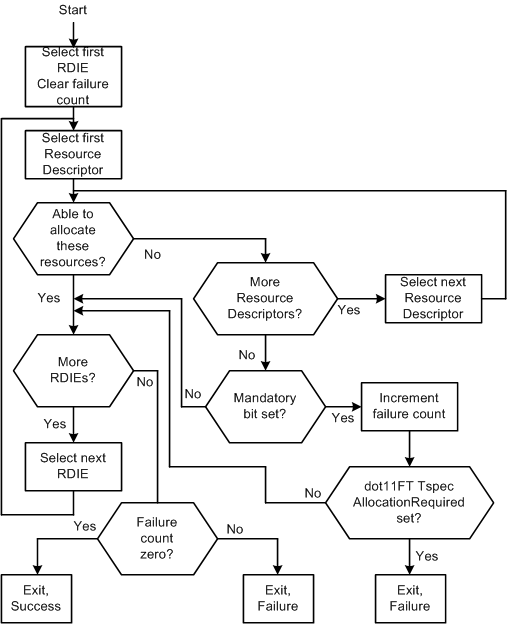 Start
Select first
RDIE
Clear failure
count
Select first
Resource
Descriptor
Able to
allocate
these
resources?
No
Yes
More
Resource
Descriptors?
Yes
Select next
Resource
Descriptor
No
More
RDIEs?
No
Yes
Mandatory
bit set?
No
Yes
Increment
failure count
Select next
RDIE
dot11FT Tspec
AllocationRequired
set?
No
Yes
Failure
count
zero?
Yes
No
Exit,
Success
Exit,
Failure
Exit,
Failure